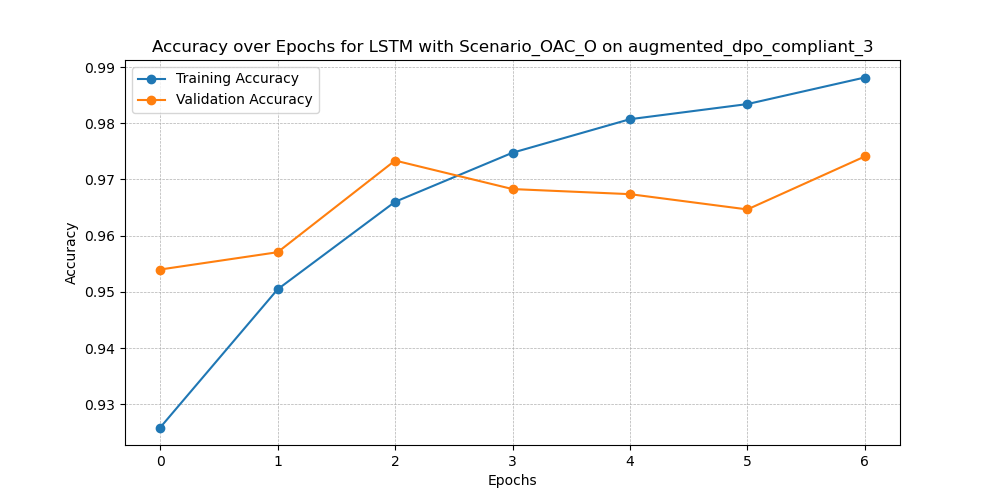 Accuracy over Epochs for LSTM with Scenario_OAC_O on augmented_dpo_compliant_3
Training Accuracy
Validation Accuracy
0.99
0.98
0.97
0.96
0.95
0.94
0.93
Accuracy
0 1 2 3 4 5 6
Epochs